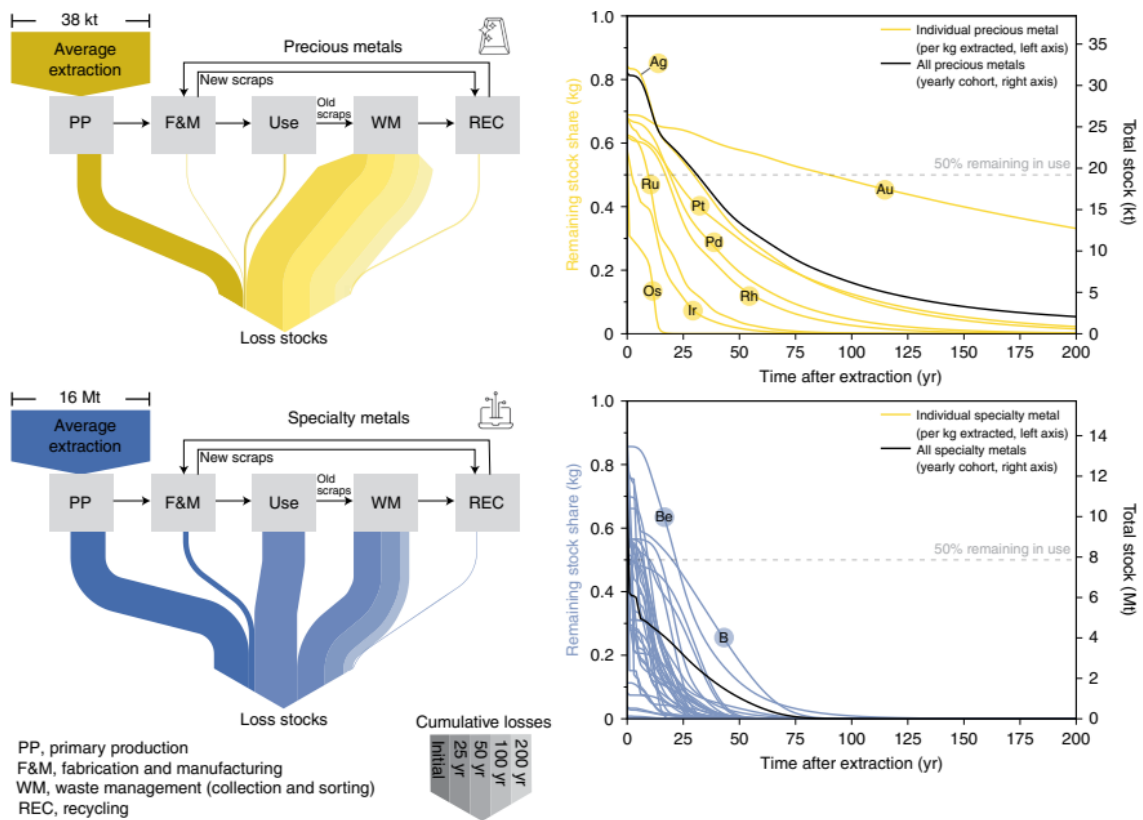 38 kt
Average
extraction
Precious metals
New scraps
PP
F&M
Use
Old
scraps
WM
REC
Loss stocks
Remaining stock share (kg)
1.0
0.8
0.6
0.4
0.2
0
Individual precious metal
(per kg extracted, left axis)
All precious metals
(yearly cohort, right axis)
50% remaining in use
Ag
Au
Ru
Pt
Pd
Rh
Os
Ir
35
30
25
20
15
10
5
0
Total stock (kt)
0 25 50 75 100 125 150 175 200
Time after extraction (yr)
16 Mt
Average
extraction
Specialty metals
New scraps
PP
F&M
Use
Old
scraps
WM
REC
Loss stocks
Remaining stock share (kg)
1.0
0.8
0.6
0.4
0.2
0
Individual specialty metal
(per kg extracted, left axis)
All specialty metals
(yearly cohort, right axis)
50% remaining in use
Be
B
14
12
10
8
6
4
2
0
Total stock (Mt)
0 25 50 75 100 125 150 175 200
Time after extraction (yr)
PP, primary production
F&M, fabrication and manufacturing
WM, waste management (collection and sorting)
REC, recycling
Cumulative losses
Initial
25 yr
50 yr
100 yr
200 yr